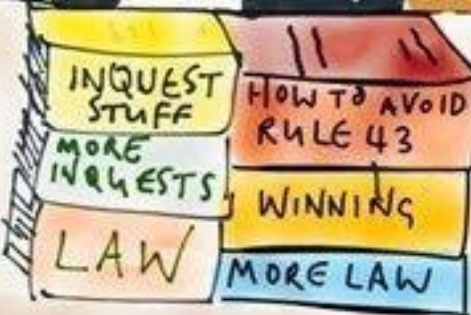 INQUEST
STUFF
MORE
INQUESTS
LAW
HOW TO AVOID
RULE 43
WINNING
MORE LAW